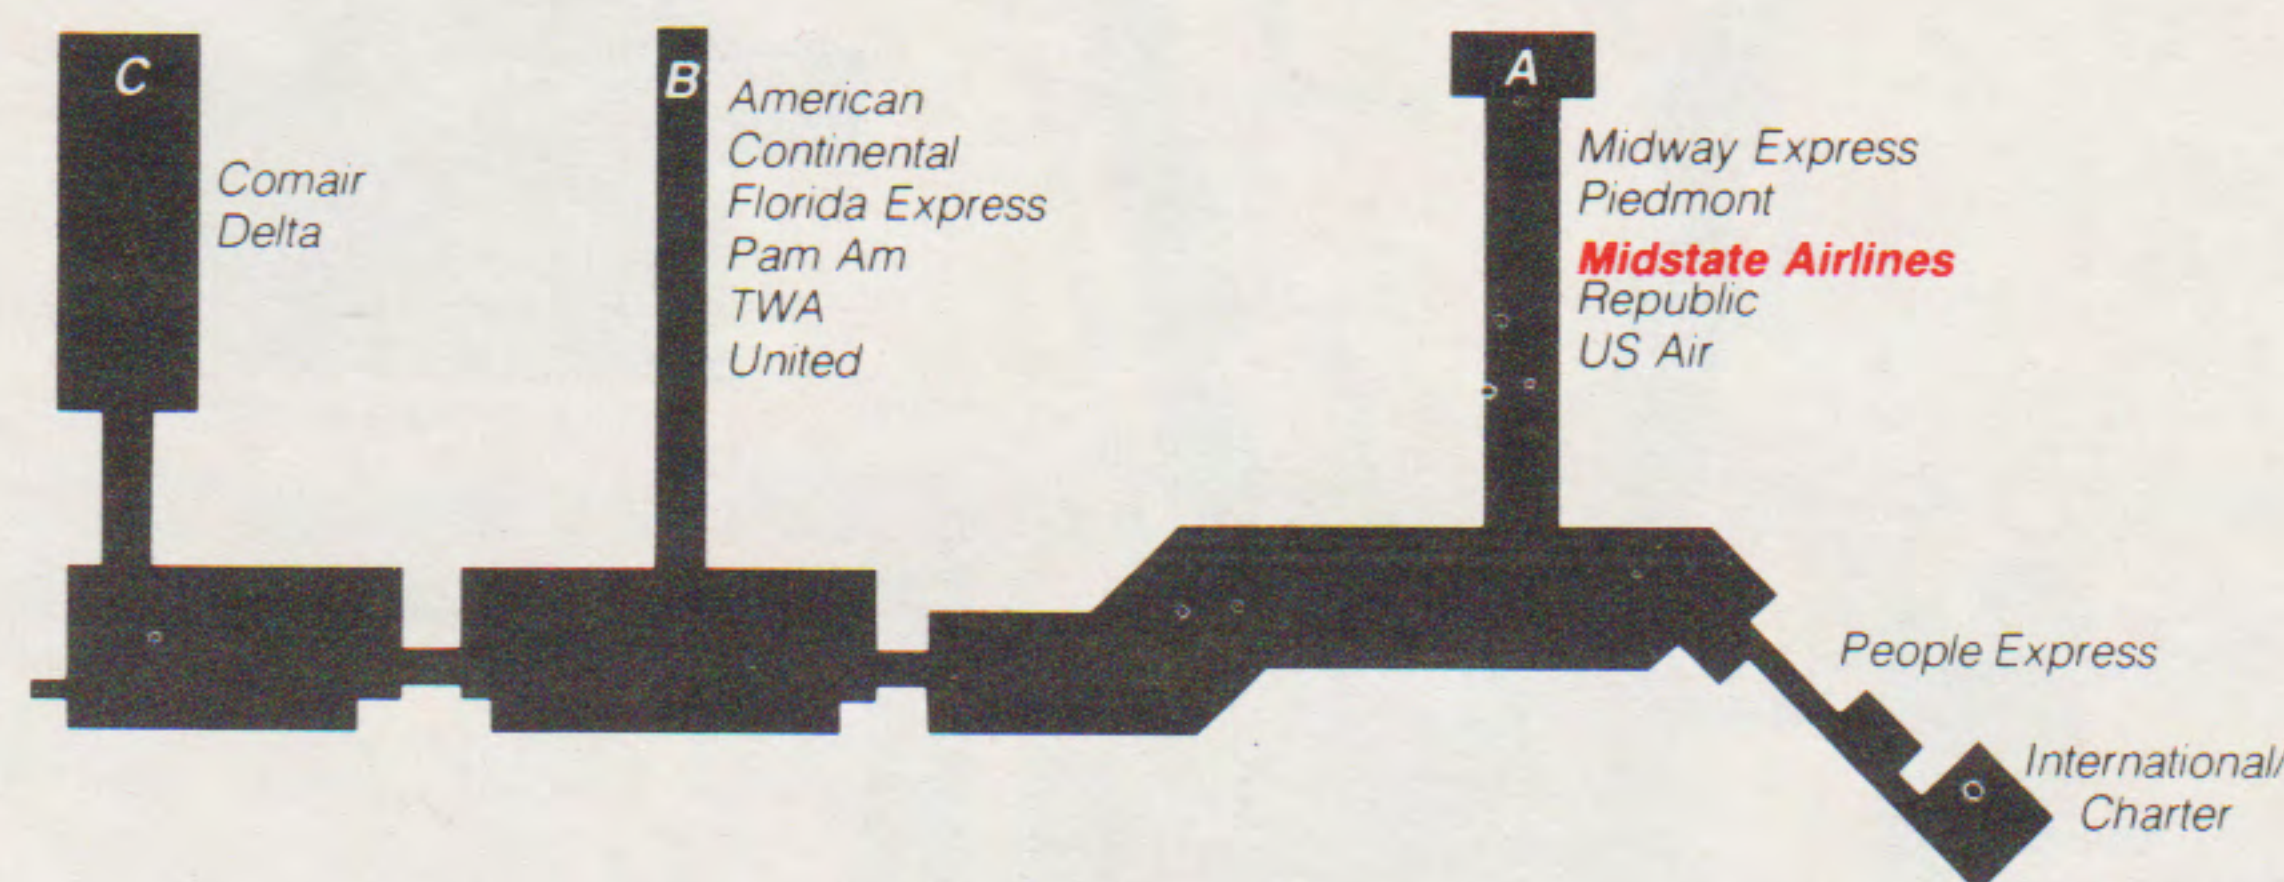 C
Comair
Delta
B
American
Continental
Florida Express
Pam Am
TWA
United
A
Midway Express
Piedmont
Midstate Airlines
Republic
US Air
People Express
International/
Charter